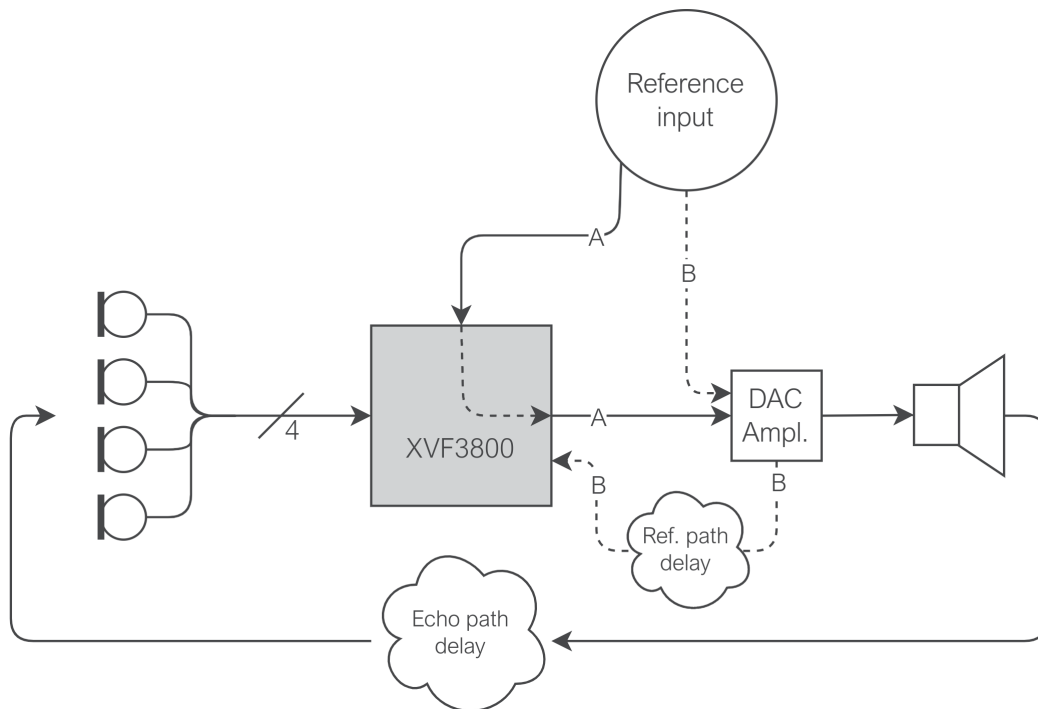 Reference
input
A
B
4
XVF3800
A
DAC
Ampl.
B
B
Ref. path
delay
Echo path
delay